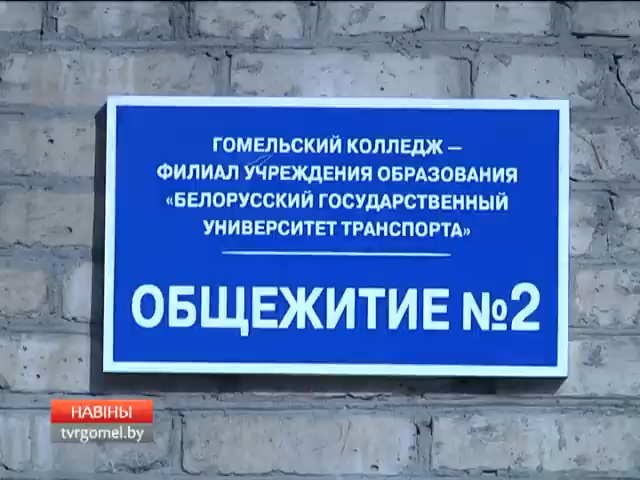 ГОМЕЛЬСКИЙ КОЛЛЕДЖ —
ФИЛИАЛ УЧРЕЖДЕНИЯ ОБРАЗОВАНИЯ
«БЕЛОРУССКИЙ ГОСУДАРСТВЕННЫЙ
УНИВЕРСИТЕТ ТРАНСПОРТА»
ОБЩЕЖИТИЕ №2
НАВІНЫ
tvrgomel.by